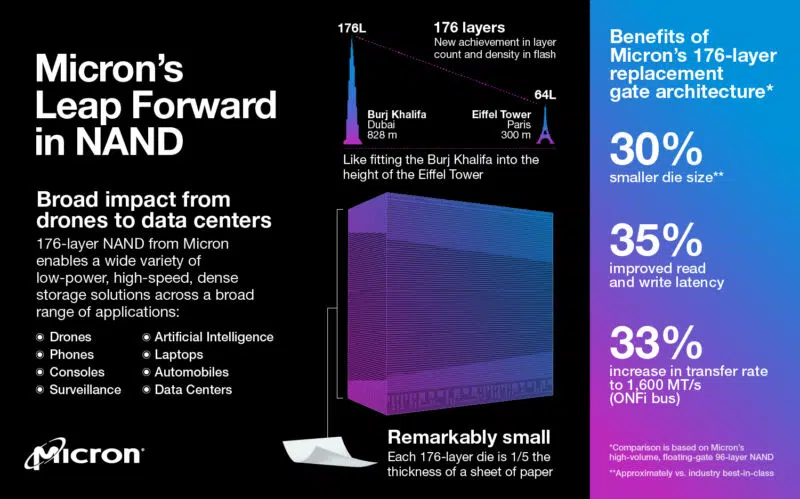 Micron's
Leap Forward
in NAND
Broad impact from
drones to data centers
176-layer NAND from Micron
enables a wide variety of
low-power, high-speed, dense
storage solutions across a broad
range of applications:
Drones
Phones
Consoles
Surveillance
Artificial Intelligence
Laptops
Automobiles
Data Centers
Micron®
176L
176 layers
New achievement in layer
count and density in flash
64L
Burj Khalifa
Dubai
828 m
Eiffel Tower
Paris
300 m
Like fitting the Burj Khalifa into the
height of the Eiffel Tower
Remarkably small
Each 176-layer die is 1/5 the
thickness of a sheet of paper
Benefits of
Micron's 176-layer
replacement
gate architecture*
30%
smaller die size**
35%
improved read
and write latency
33%
increase in transfer rate
to 1,600 MT/s
(ONFi bus)
*Comparison is based on Micron's
high-volume, floating-gate 96-layer NAND
**Approximately vs. industry best-in-class